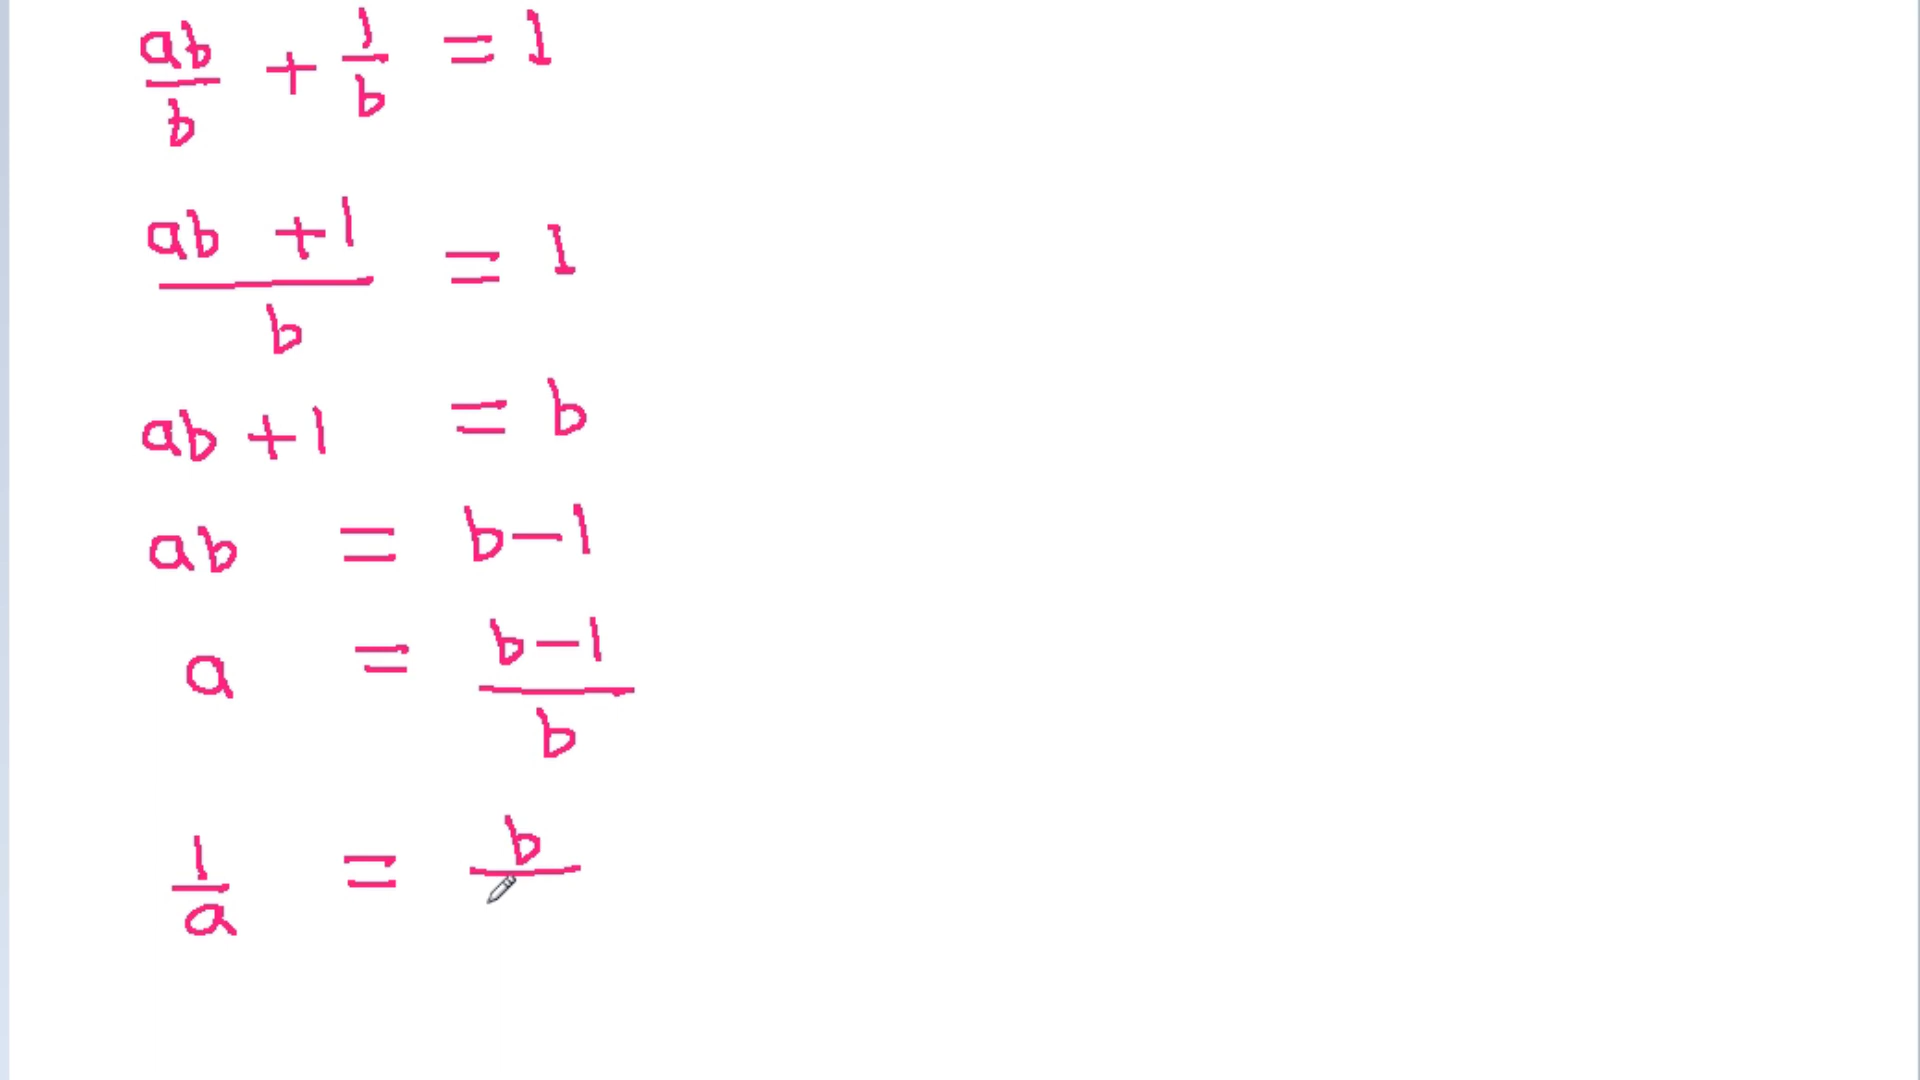 ab/b + 1/b = 1
(ab + 1)/b = 1
ab + 1 = b
ab = b - 1
a = (b - 1)/b
1/a = b/